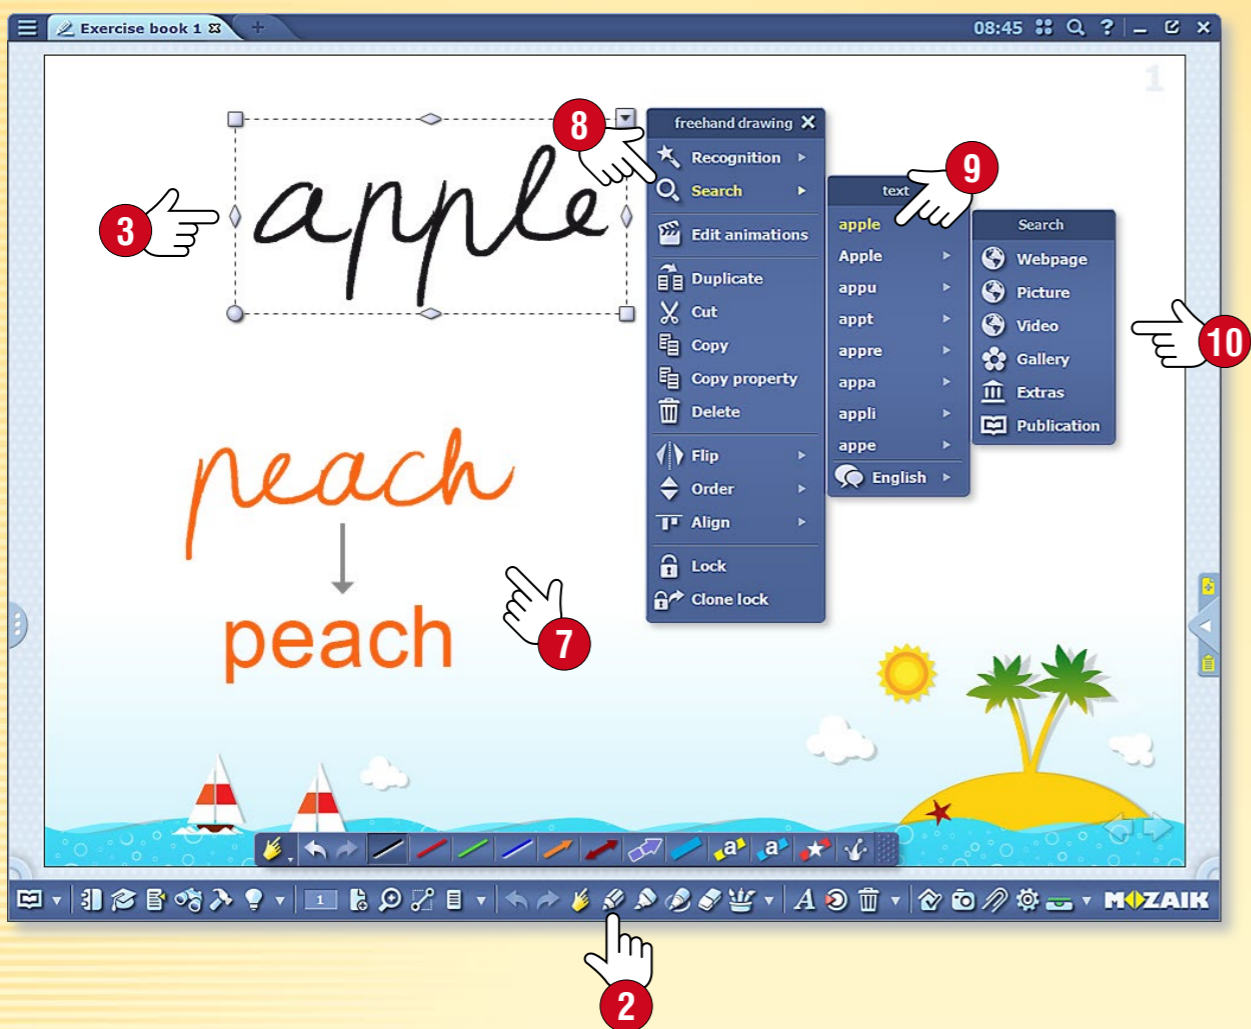 Exercise book 1
+
08:45
?
1
apple
3
8
freehand drawing
Recognition
Search
Edit animations
Duplicate
Cut
Copy
Copy property
Delete
Flip
Order
Align
Lock
Clone lock
9
text
apple
Apple
appu
appt
appre
appa
appli
appe
English
Search
Webpage
Picture
Video
Gallery
Extras
Publication
10
peach
peach
7
a
a
1
A
MOZAIK
2